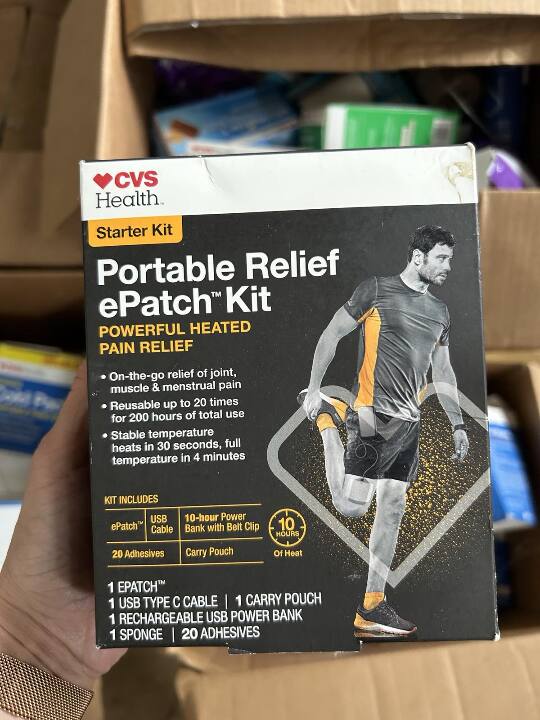 CVS
Health™
Starter Kit
Portable Relief
ePatch™ Kit
POWERFUL HEATED
PAIN RELIEF
• On-the-go relief of joint,
muscle & menstrual pain
• Reusable up to 20 times
for 200 hours of total use
• Stable temperature
heats in 30 seconds, full
temperature in 4 minutes
KIT INCLUDES
ePatch™
USB
Cable
10-hour Power
Bank with Belt Clip
20 Adhesives
Carry Pouch
10
HOURS
Of Heat
1 EPATCH™
1 USB TYPE C CABLE | 1 CARRY POUCH
1 RECHARGEABLE USB POWER BANK
1 SPONGE | 20 ADHESIVES